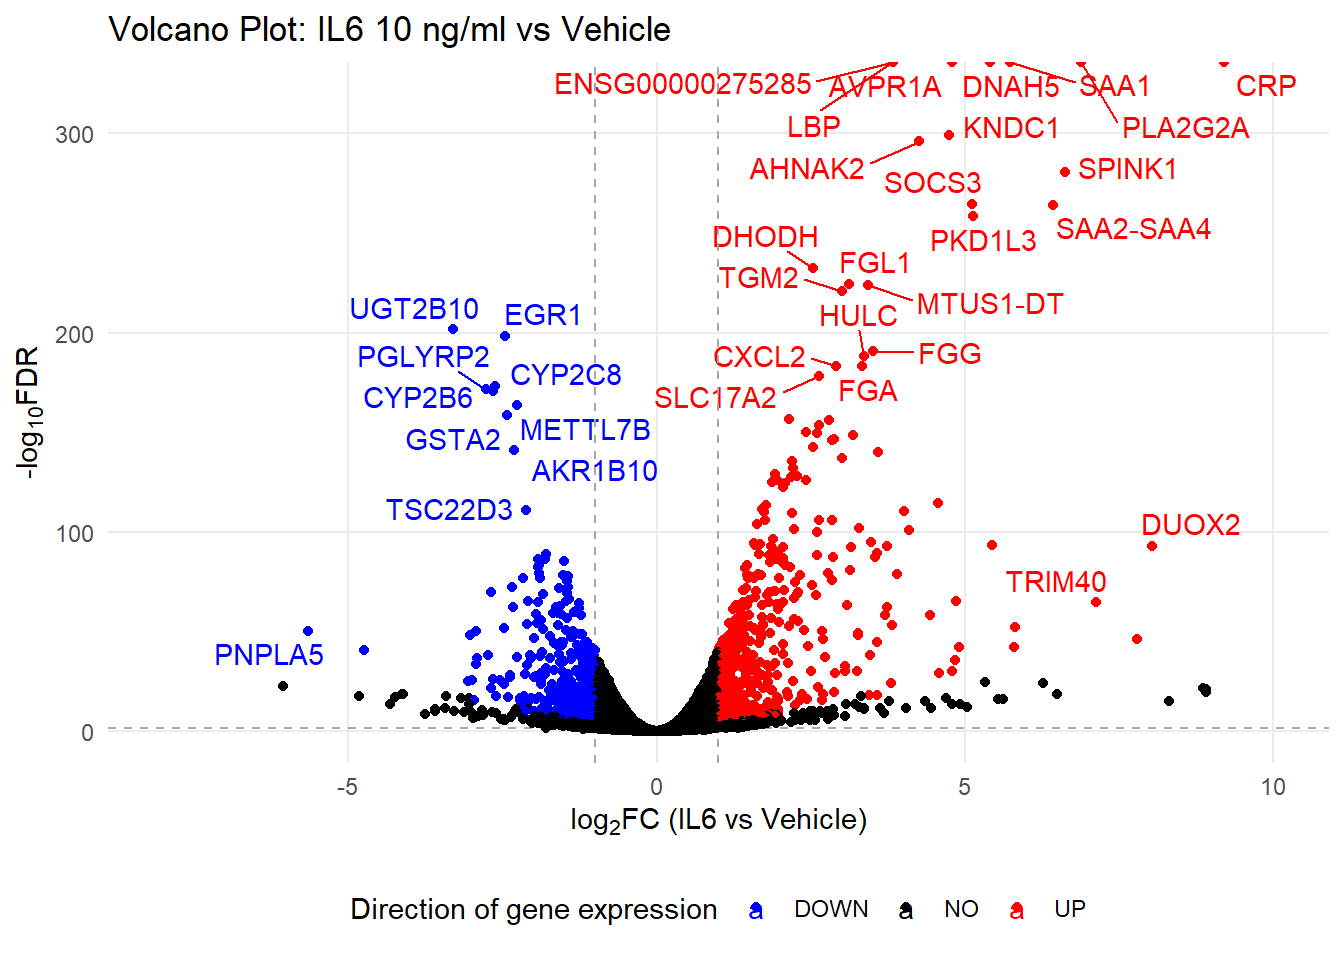 Volcano Plot: IL6 10 ng/ml vs Vehicle
ENSG00000275285
AVPR1A
DNAH5
SAA1
CRP
LBP
KNDC1
PLA2G2A
300
AHNAK2
SOCS3
SPINK1
SAA2-SAA4
PKD1L3
DHODH
FGL1
TGM2
MTUS1-DT
HULC
UGT2B10
EGR1
200
PGLYRP2
CYP2C8
CXCL2
FGG
CYP2B6
SLC17A2
FGA
GSTA2
METTL7B
AKR1B10
TSC22D3
100
DUOX2
TRIM40
PNPLA5
0
-log10FDR
-5
0
5
10
log2FC (IL6 vs Vehicle)
Direction of gene expression a DOWN a NO a UP